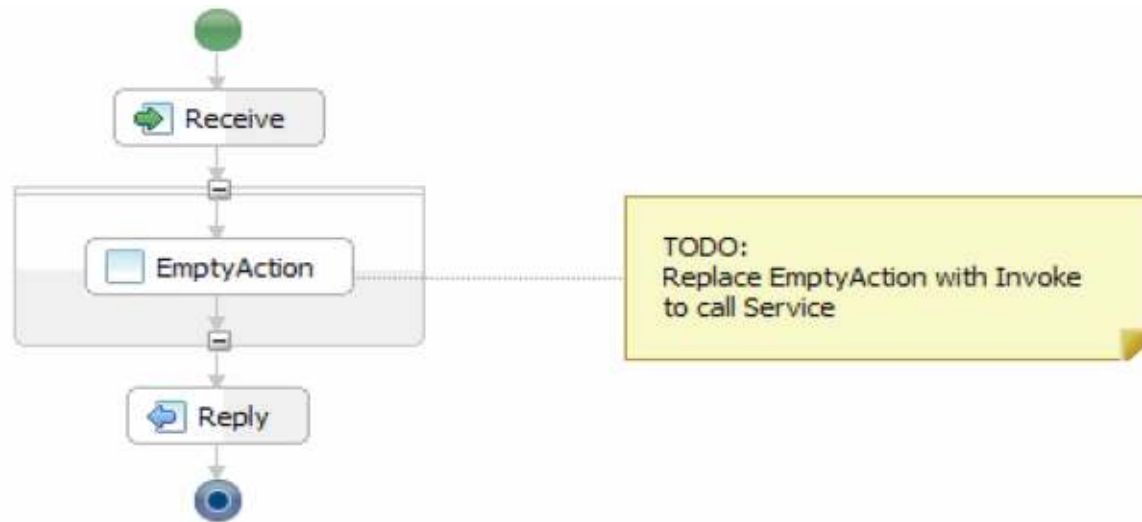 Receive
EmptyAction
TODO:
Replace EmptyAction with Invoke
to call Service
Reply